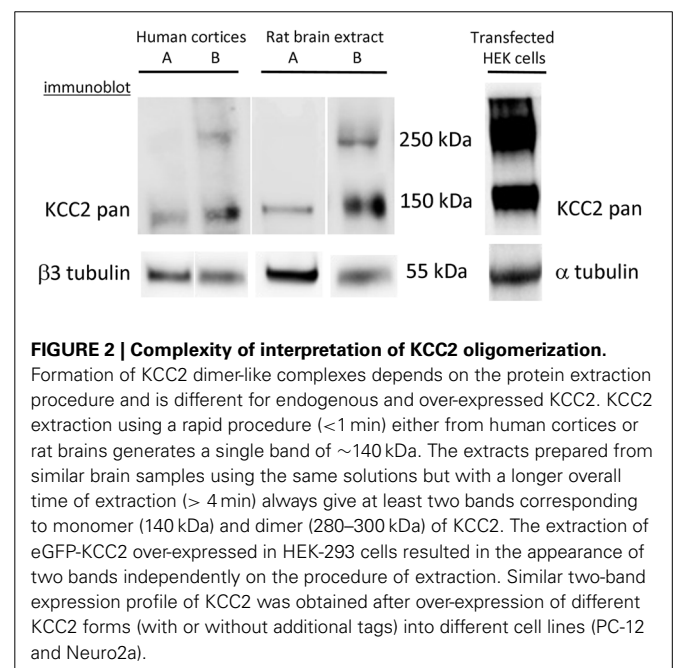 Human cortices Rat brain extract Transfected
A B A B HEK cells
immunoblot
250 kDa
KCC2 pan 150 kDa KCC2 pan
β3 tubulin 55 kDa α tubulin
FIGURE 2 | Complexity of interpretation of KCC2 oligomerization.
Formation of KCC2 dimer-like complexes depends on the protein extraction
procedure and is different for endogenous and over-expressed KCC2. KCC2
extraction using a rapid procedure (<1 min) either from human cortices or
rat brains generates a single band of ~140 kDa. The extracts prepared from
similar brain samples using the same solutions but with a longer overall
time of extraction (> 4 min) always give at least two bands corresponding
to monomer (140 kDa) and dimer (280–300 kDa) of KCC2. The extraction of
eGFP-KCC2 over-expressed in HEK-293 cells resulted in the appearance of
two bands independently on the procedure of extraction. Similar two-band
expression profile of KCC2 was obtained after over-expression of different
KCC2 forms (with or without additional tags) into different cell lines (PC-12
and Neuro2a).